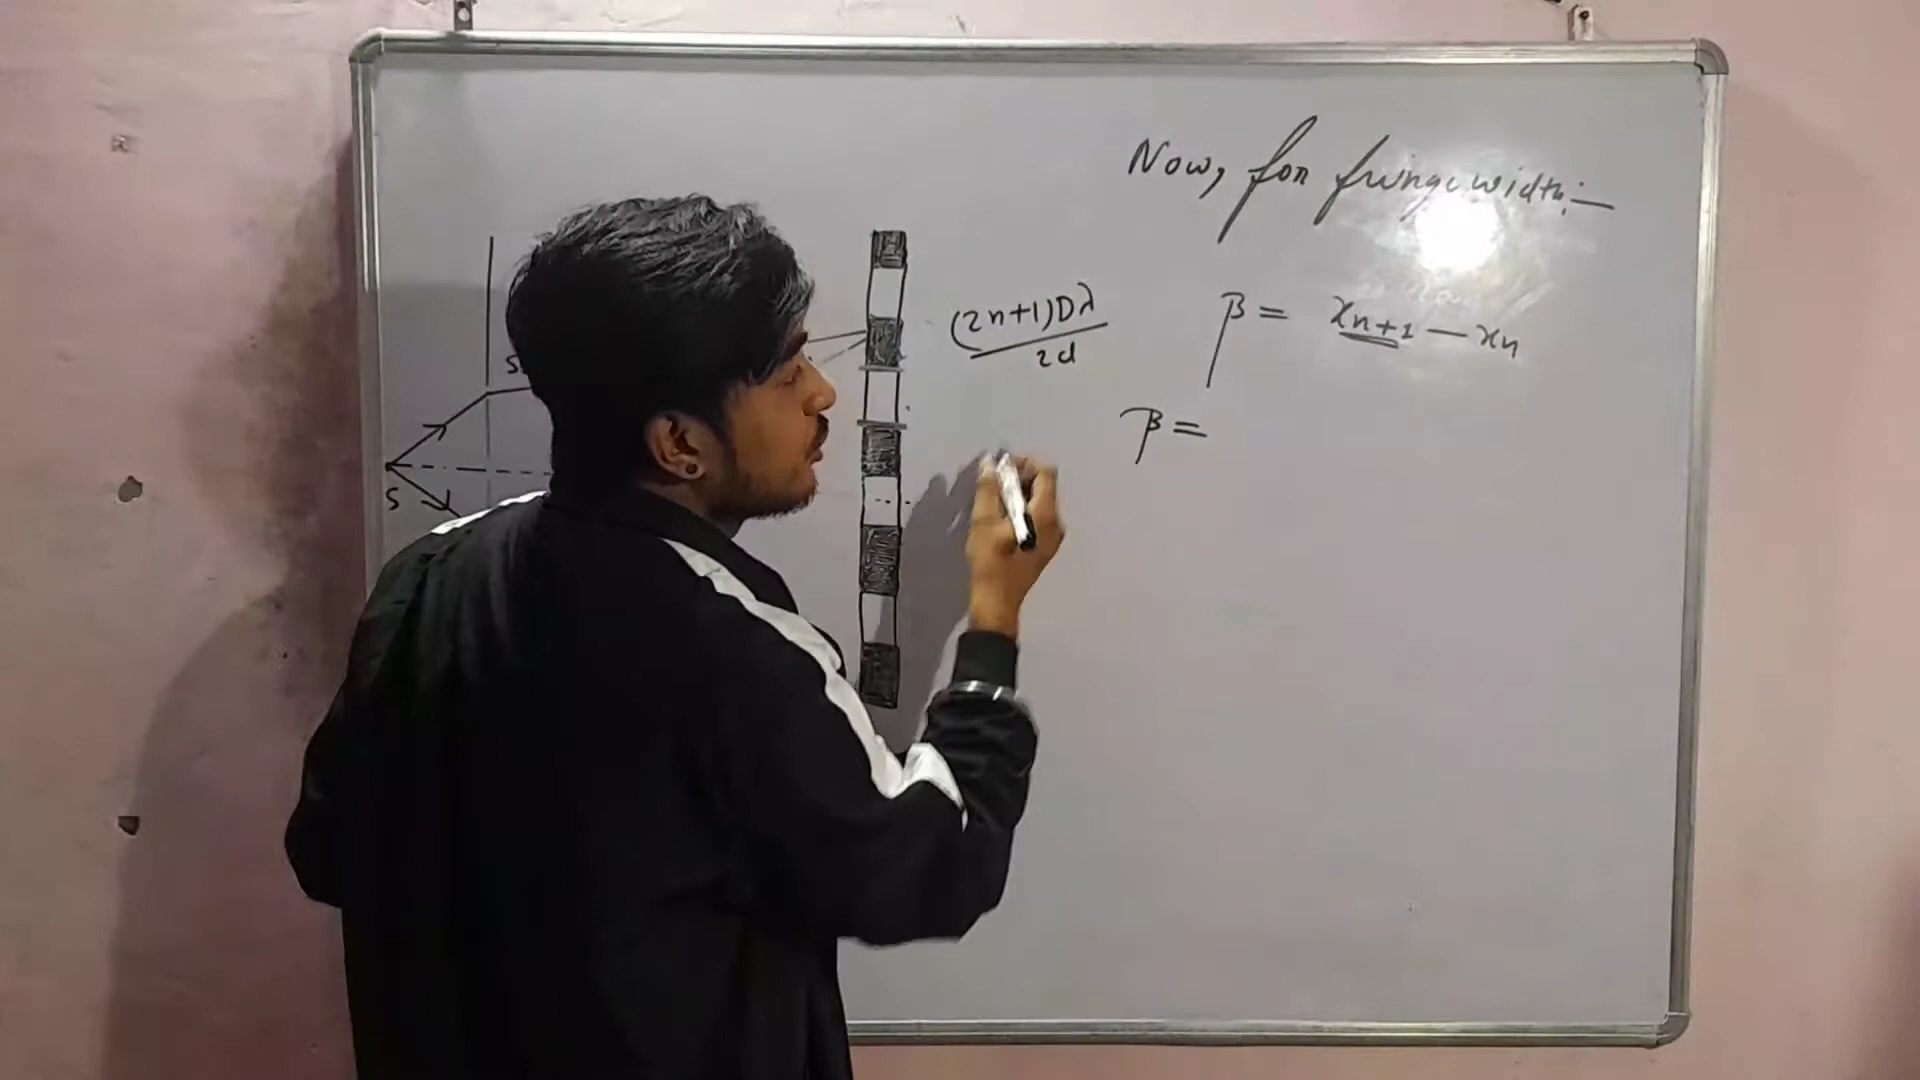 Now, for fringe width:—
(2n+1)Dλ
2d
β = xn+1 — xn
β =
S
S